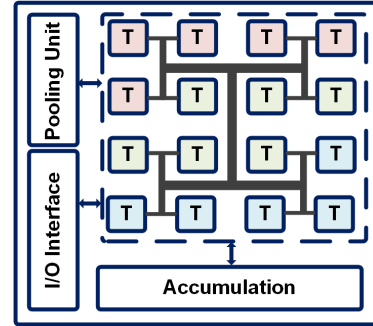 Pooling Unit
I/O Interface
T T T T
T T T T
T T T T
T T T T
Accumulation